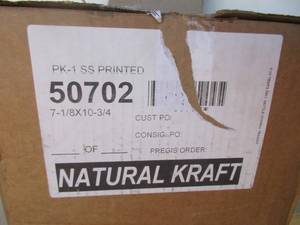 PK-1 SS PRINTED
50702
7-1/8X10-3/4
CUST PO:
CONSIG. PO:
OF
PREGIS ORDER:
NATURAL KRAFT